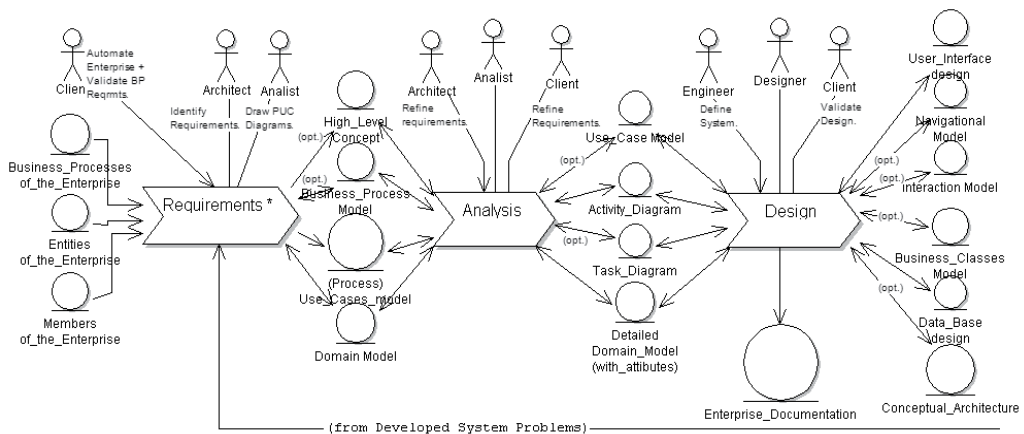 Clien
Automate
Enterprise +
Validate BP
Reqrmts.
Architect
Identify
Requirements.
Analist
Draw PUC
Diagrams.
Business_Processes
of_the_Enterprise
Entities
of_the_Enterprise
Members
of_the_Enterprise
Requirements *
High_Level
Concept
(opt.)
(opt.)
Business_Process
Model
(Process)
Use_Cases_model
Domain Model
Architect
Refine
requirements.
Analist
Client
Refine
Requirements.
Analysis
(opt.)
Use_Case Model
Activity_Diagram
(opt.)
Task_Diagram
Detailed
Domain_Model
(with_attibutes)
Engineer
Define
System.
Designer
Client
Validate
Design.
Design
Enterprise_Documentation
User_Interface
design
Navigational
Model
(opt.)
(opt.)
Interaction Model
(opt.)
Business_Classes
Model
(opt.)
Data_Base
design
Conceptual_Architecture
(from Developed System Problems)